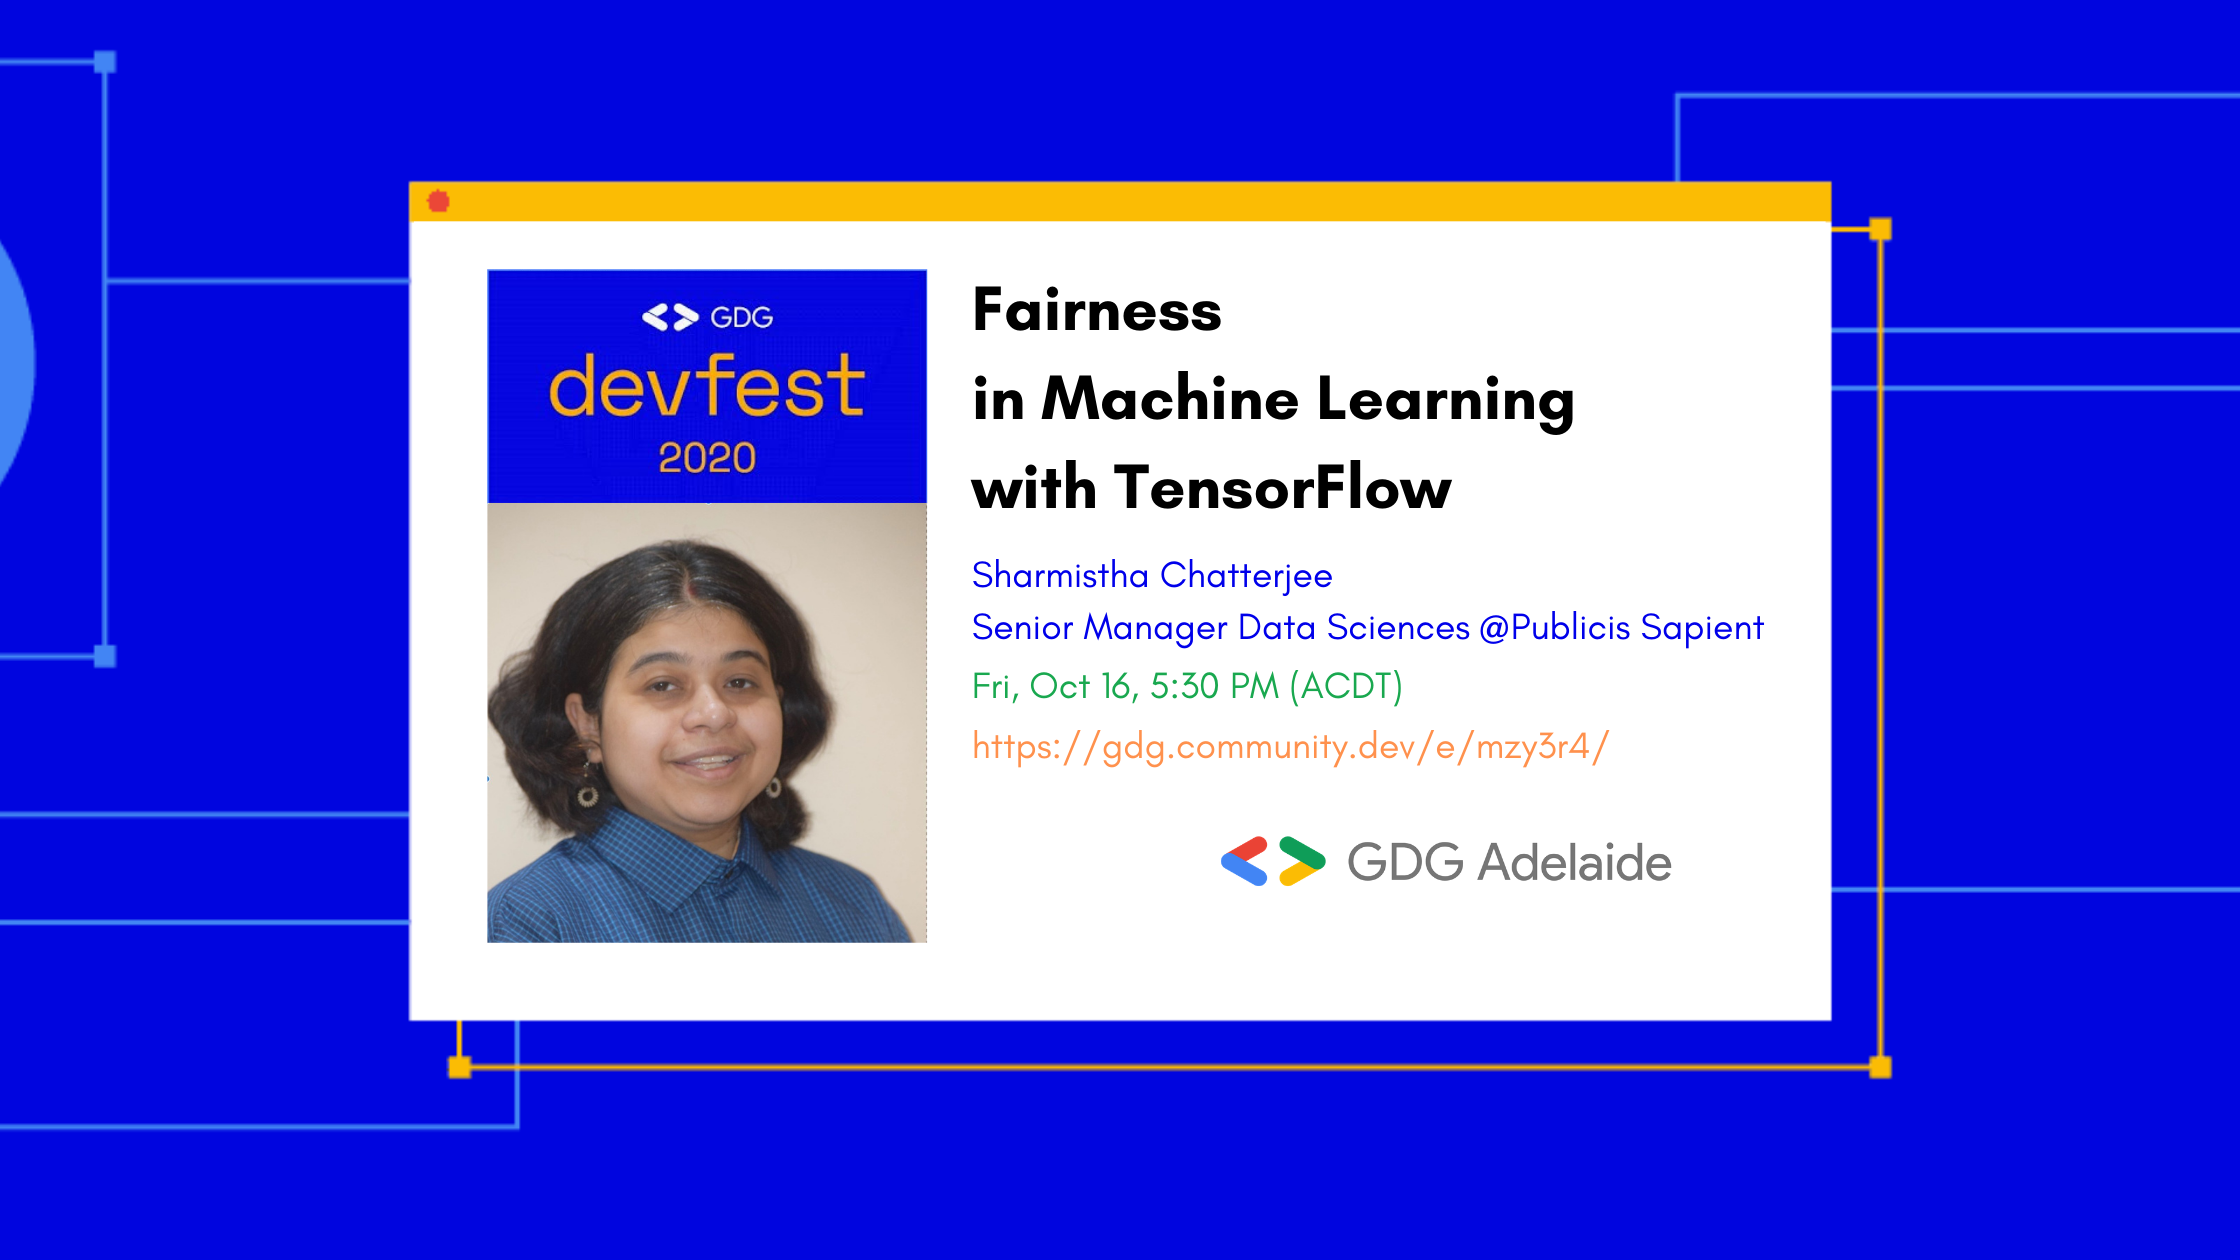 GDG
devfest
2020
Fairness
in Machine Learning
with TensorFlow
Sharmistha Chatterjee
Senior Manager Data Sciences @Publicis Sapient
Fri, Oct 16, 5:30 PM (ACDT)
https://gdg.community.dev/e/mzy3r4/
GDG Adelaide